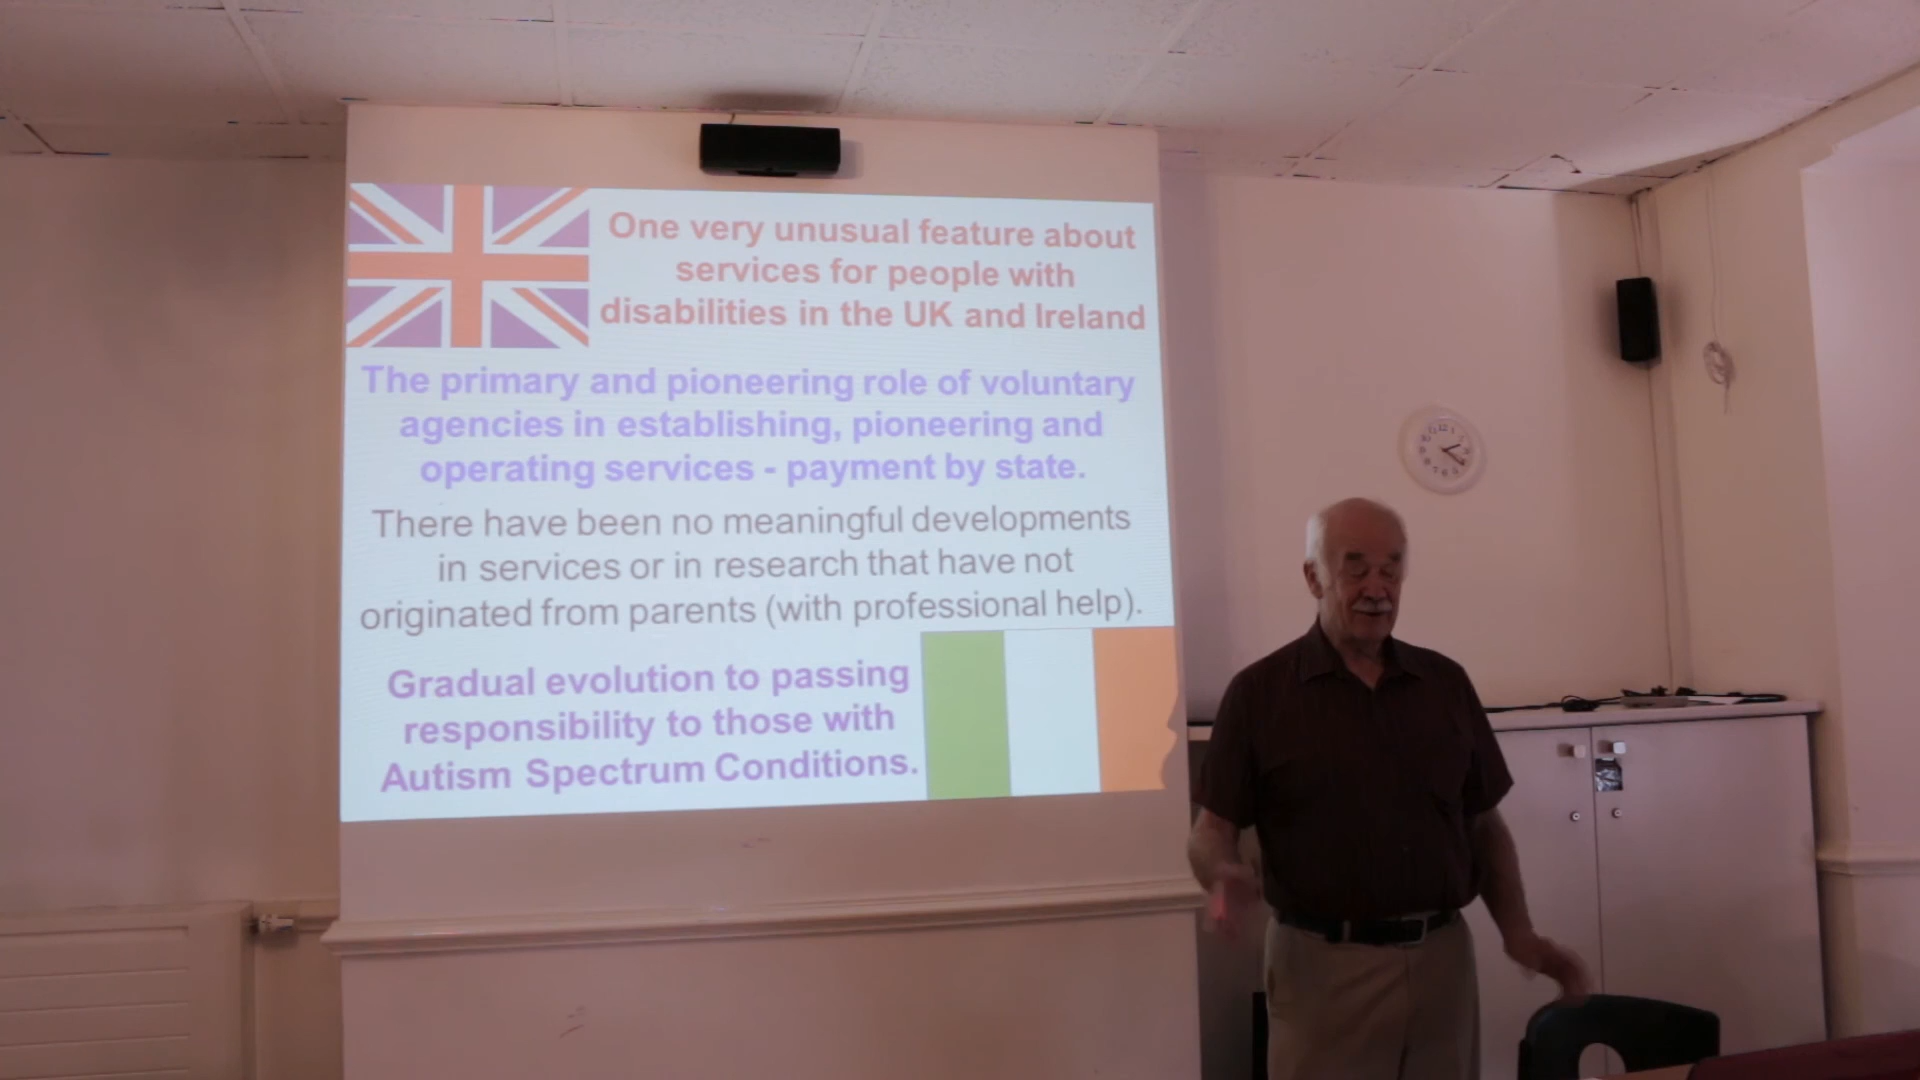 One very unusual feature about
services for people with
disabilities in the UK and Ireland
The primary and pioneering role of voluntary
agencies in establishing, pioneering and
operating services - payment by state.
There have been no meaningful developments
in services or in research that have not
originated from parents (with professional help).
Gradual evolution to passing
responsibility to those with
Autism Spectrum Conditions.